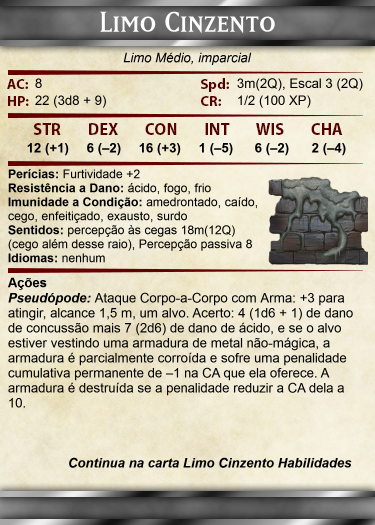 LIMO CINZENTO
Limo Médio, imparcial
AC: 8 Spd: 3m(2Q), Escal 3 (2Q)
HP: 22 (3d8 + 9) CR: 1/2 (100 XP)
STR DEX CON INT WIS CHA
12 (+1) 6 (–2) 16 (+3) 1 (–5) 6 (–2) 2 (–4)
Perícias: Furtividade +2
Resistência a Dano: ácido, fogo, frio
Imunidade a Condição: amedrontado, caído,
cego, enfeitiçado, exausto, surdo
Sentidos: percepção às cegas 18m(12Q)
(cego além desse raio), Percepção passiva 8
Idiomas: nenhum
Ações
Pseudópode: Ataque Corpo-a-Corpo com Arma: +3 para
atingir, alcance 1,5 m, um alvo. Acerto: 4 (1d6 + 1) de dano
de concussão mais 7 (2d6) de dano de ácido, e se o alvo
estiver vestindo uma armadura de metal não-mágica, a
armadura é parcialmente corroída e sofre uma penalidade
cumulativa permanente de –1 na CA que ela oferece. A
armadura é destruída se a penalidade reduzir a CA dela a
10.
Continua na carta Limo Cinzento Habilidades